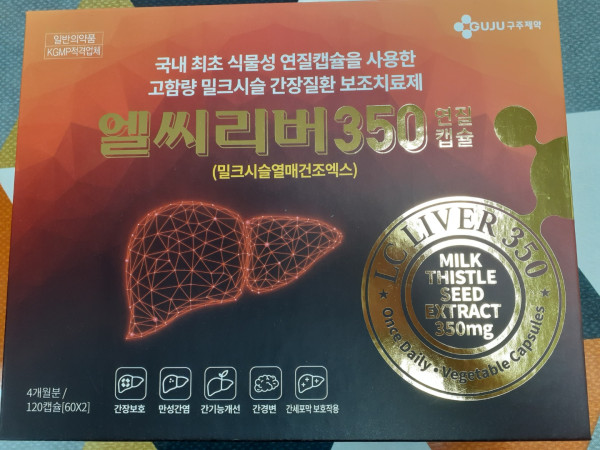 일반의약품
KGMP적격업체
GUJU 구주제약
국내 최초 식물성 연질캡슐을 사용한
고함량 밀크시슬 간장질환 보조치료제
엘씨리버350 연질캡슐
(밀크시슬열매건조엑스)
LC LIVER 350
MILK
THISTLE
SEED
EXTRACT
350mg
Once Daily • Vegetable Capsules
4개월분 /
120캡슐[60X2]
간장보호 만성간염 간기능개선 간경변 간세포막 보호작용